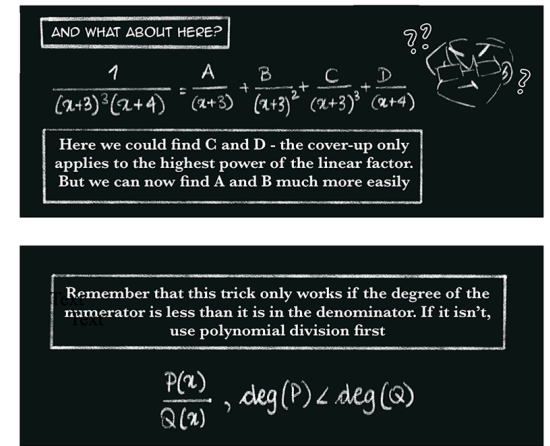 AND WHAT ABOUT HERE?
?? 
1/((x+3)³(x+4)) = A/(x+3) + B/(x+3)² + C/(x+3)³ + D/(x+4)
?
Here we could find C and D - the cover-up only
applies to the highest power of the linear factor.
But we can now find A and B much more easily
Text
Text
Remember that this trick only works if the degree of the
numerator is less than it is in the denominator. If it isn't,
use polynomial division first
P(x)/Q(x) , deg(P) < deg(Q)